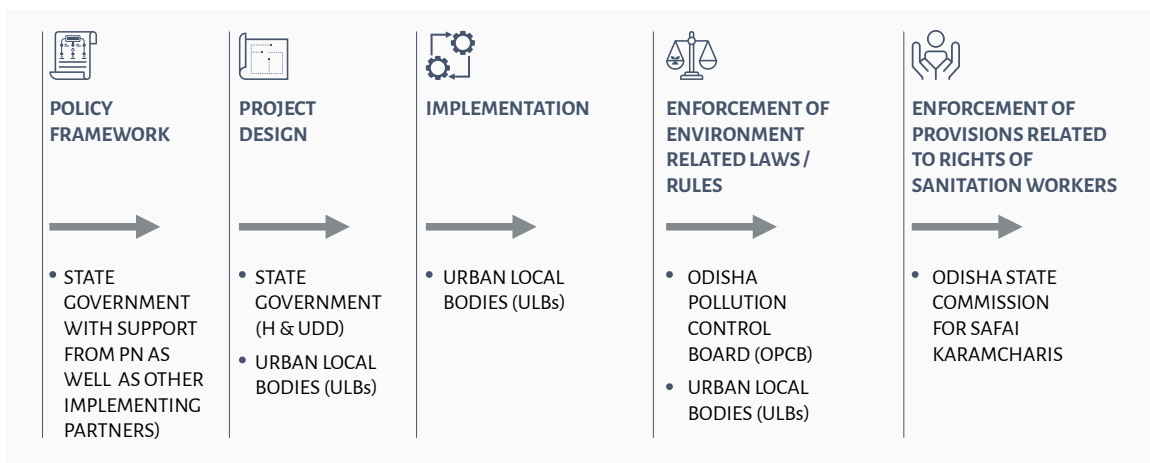 POLICY
FRAMEWORK
STATE
GOVERNMENT
WITH SUPPORT
FROM PN AS
WELL AS OTHER
IMPLEMENTING
PARTNERS)
PROJECT
DESIGN
STATE
GOVERNMENT
(H & UDD)
URBAN LOCAL
BODIES (ULBs)
IMPLEMENTATION
URBAN LOCAL
BODIES (ULBs)
ENFORCEMENT OF
ENVIRONMENT
RELATED LAWS /
RULES
ODISHA
POLLUTION
CONTROL
BOARD (OPCB)
URBAN LOCAL
BODIES (ULBs)
ENFORCEMENT OF
PROVISIONS RELATED
TO RIGHTS OF
SANITATION WORKERS
ODISHA STATE
COMMISSION
FOR SAFAI
KARAMCHARIS